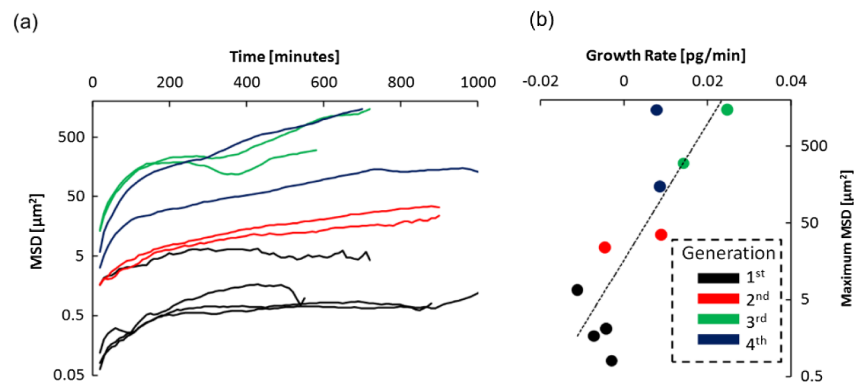 (a)
Time [minutes]
0 200 400 600 800 1000
MSD [μm²]
500
50
5
0.5
0.05
(b)
Growth Rate [pg/min]
-0.02 0 0.02 0.04
Maximum MSD [μm²]
500
50
5
0.5
Generation
1st
2nd
3rd
4th